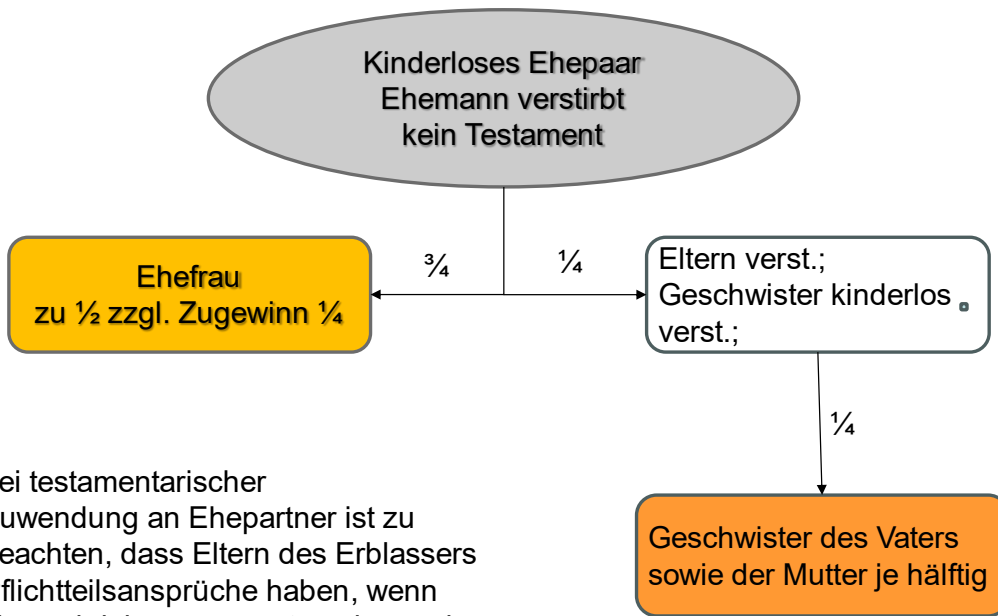 Kinderloses Ehepaar
Ehemann verstirbt
kein Testament
¾
¼
Ehefrau
zu ½ zzgl. Zugewinn ¼
Eltern verst.;
Geschwister kinderlos
verst.;
¼
ei testamentarischer
uwendung an Ehepartner ist zu
eachten, dass Eltern des Erblassers
flichtteilsansprüche haben, wenn
Geschwister des Vaters
sowie der Mutter je hälftig